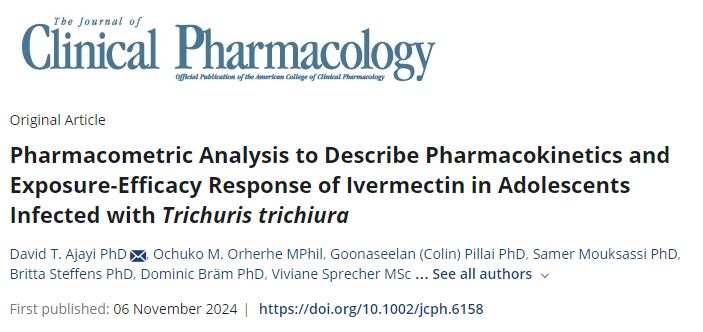 The Journal of
Clinical Pharmacology
Official Publication of the American College of Clinical Pharmacology
Original Article
Pharmacometric Analysis to Describe Pharmacokinetics and
Exposure-Efficacy Response of Ivermectin in Adolescents
Infected with Trichuris trichiura
David T. Ajayi PhD, Ochuko M. Orherhe MPhil, Goonaseelan (Colin) Pillai PhD, Samer Mouksassi PhD,
Britta Steffens PhD, Dominic Bräm PhD, Viviane Sprecher MSc ... See all authors
First published: 06 November 2024 | https://doi.org/10.1002/jcph.6158